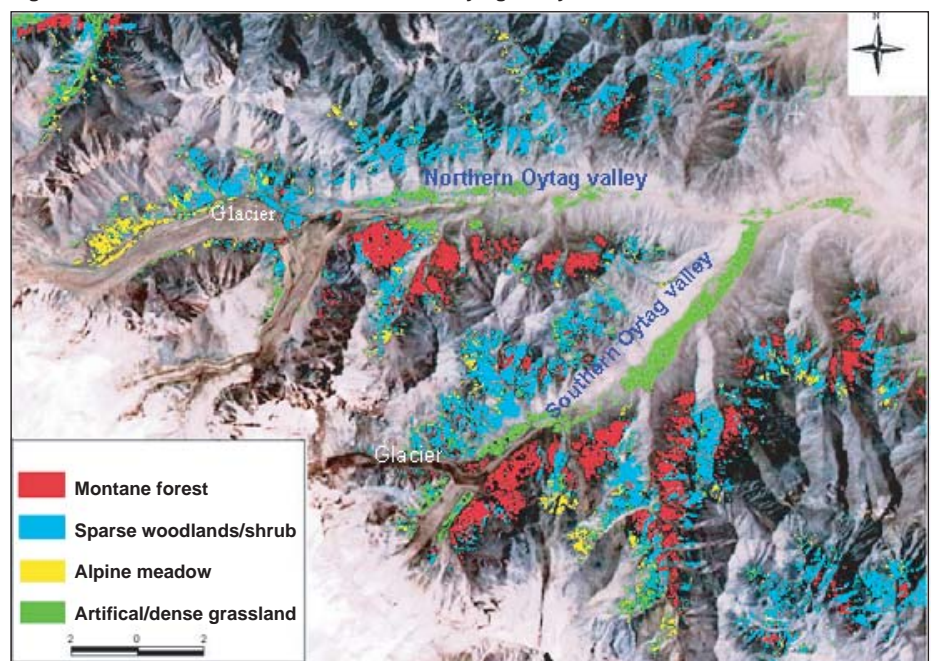 N
Northern Oytag valley
Glacier
Southern Oytag valley
Glacier
Montane forest
Sparse woodlands/shrub
Alpine meadow
Artifical/dense grassland
2 0 2